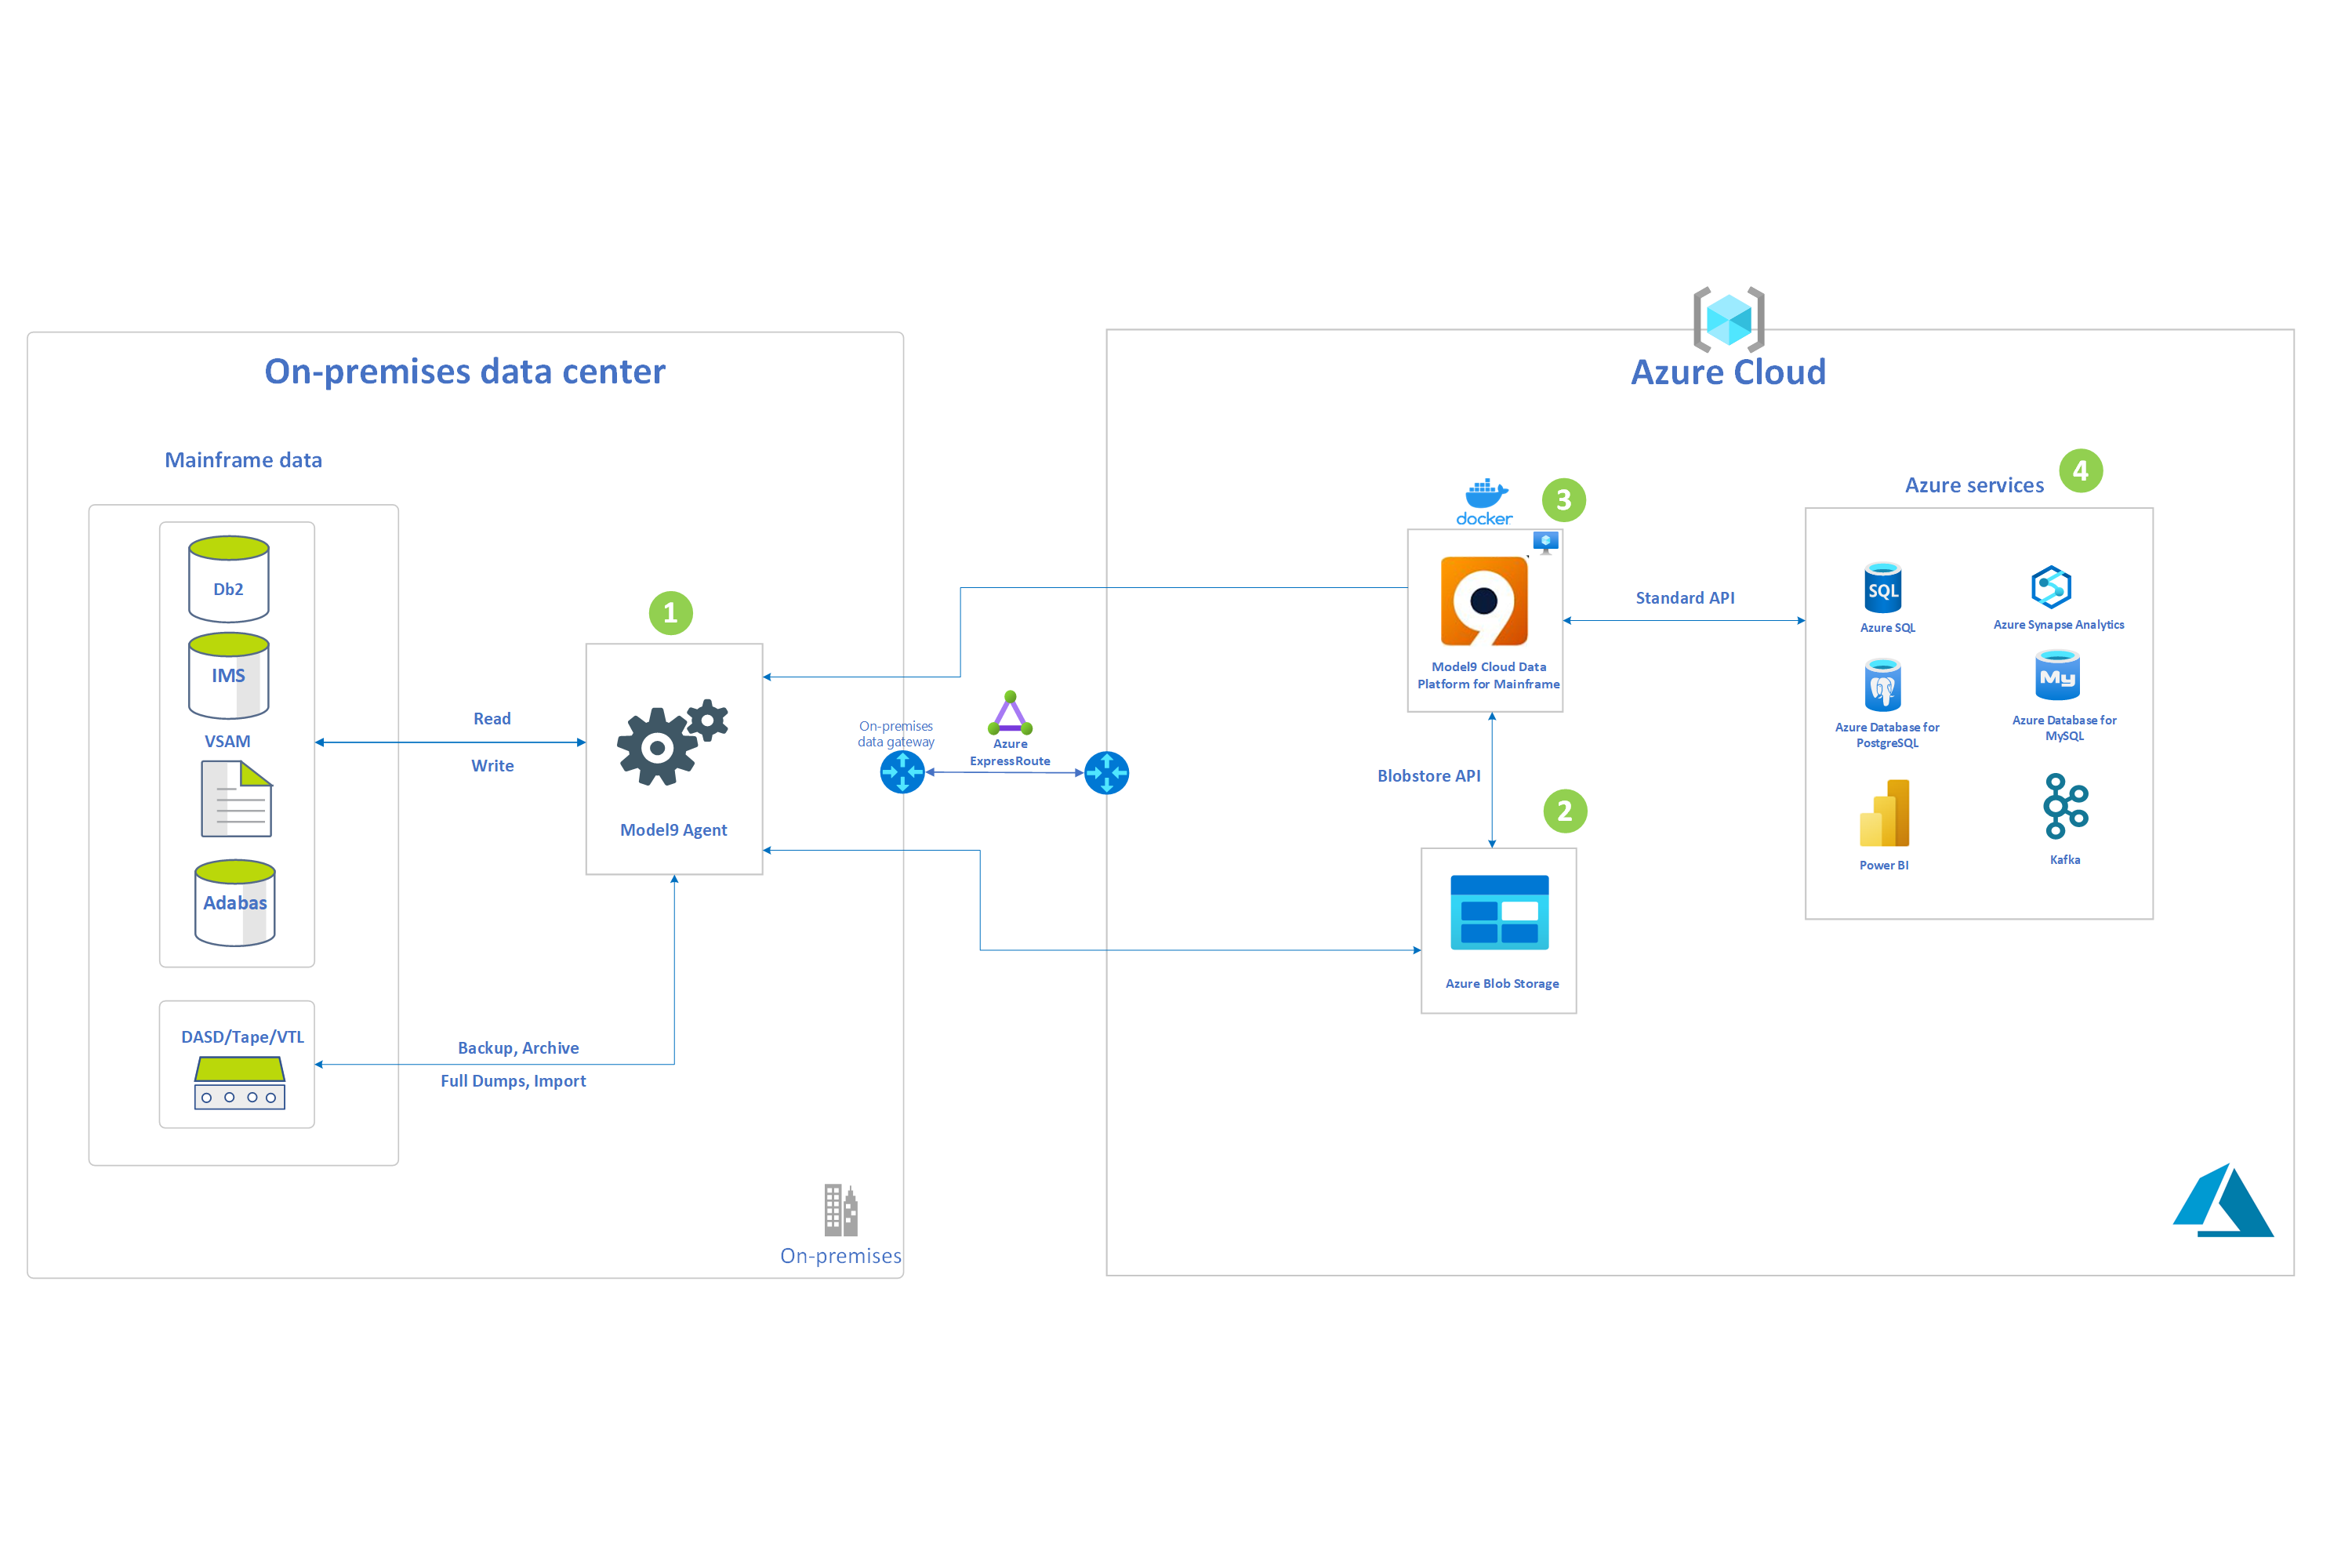 On-premises data center
Mainframe data
Db2
IMS
VSAM
Adabas
DASD/Tape/VTL
Read
Write
Backup, Archive
Full Dumps, Import
1
Model9 Agent
On-premises
On-premises
data gateway
Azure
ExpressRoute
Azure Cloud
docker
3
9
Model9 Cloud Data
Platform for Mainframe
Standard API
Blobstore API
2
Azure Blob Storage
Azure services
4
SQL
Azure SQL
Azure Synapse Analytics
Azure Database for
PostgreSQL
My
Azure Database for
MySQL
Power BI
Kafka